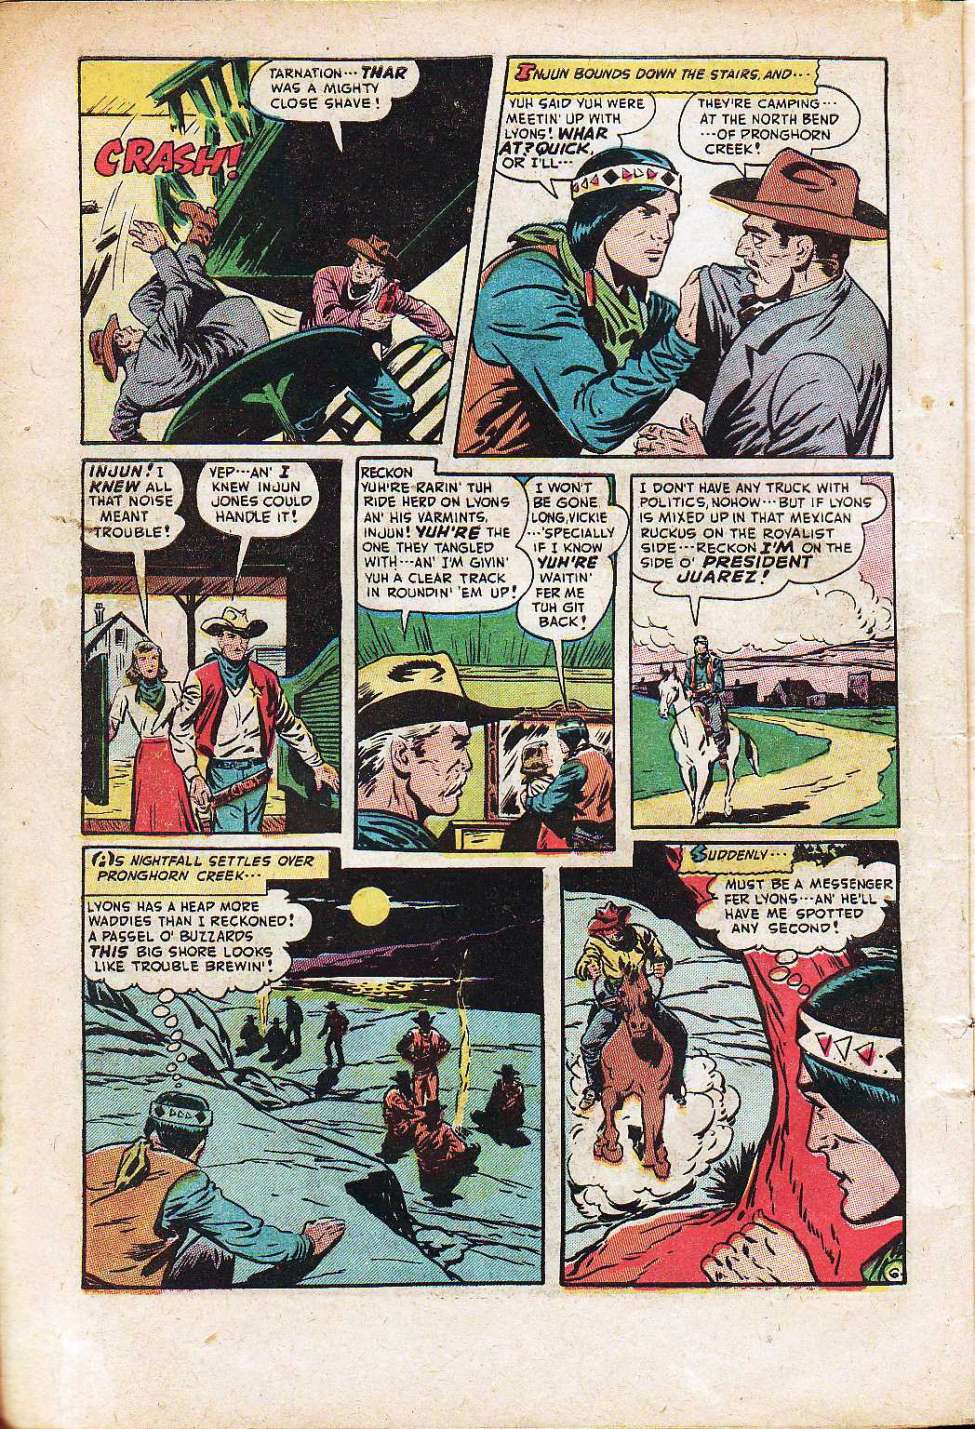 TARNATION--- THAR
WAS A MIGHTY
CLOSE SHAVE!
CRASH!
INJUN BOUNDS DOWN THE STAIRS, AND---
YUH SAID YUH WERE
MEETIN' UP WITH
LYONS! WHAR
AT? QUICK,
OR I'LL---
THEY'RE CAMPING---
AT THE NORTH BEND
---OF PRONGHORN
CREEK!
INJUN! I
KNEW ALL
THAT NOISE
MEANT
TROUBLE!
YEP---AN' I
KNEW INJUN
JONES COULD
HANDLE IT!
RECKON
YUH'RE RARIN' TUH
RIDE HERD ON LYONS
AN' HIS VARMINTS,
INJUN! YUH'RE THE
ONE THEY TANGLED
WITH---AN' I'M GIVIN'
YUH A CLEAR TRACK
IN ROUNDIN' 'EM UP!
I WON'T
BE GONE
LONG, VICKIE
---'SPECIALLY
IF I KNOW
YUH'RE
WAITIN'
FER ME
TUH GIT
BACK!
I DON'T HAVE ANY TRUCK WITH
POLITICS, NOHOW---BUT IF LYONS
IS MIXED UP IN THAT MEXICAN
RUCKUS ON THE ROYALIST
SIDE---RECKON I'M ON THE
SIDE O' PRESIDENT
JUAREZ!
AS NIGHTFALL SETTLES OVER
PRONGHORN CREEK---
LYONS HAS A HEAP MORE
WADDIES THAN I RECKONED!
A PASSEL O' BUZZARDS
THIS BIG SHORE LOOKS
LIKE TROUBLE BREWIN'!
SUDDENLY---
MUST BE A MESSENGER
FER LYONS---AN' HE'LL
HAVE ME SPOTTED
ANY SECOND!
6